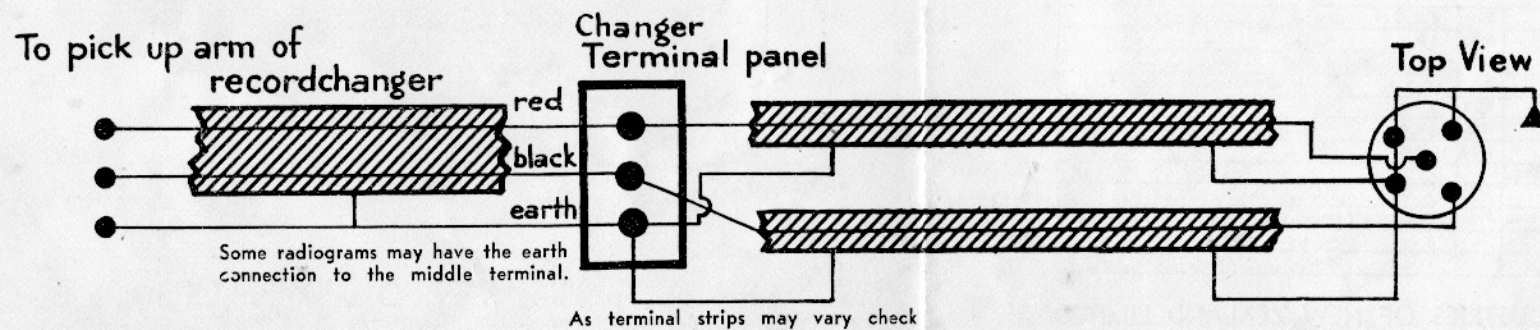 To pick up arm of
recordchanger
Changer
Terminal panel
Top View
red
black
earth
Some radiograms may have the earth
connection to the middle terminal.
As terminal strips may vary check